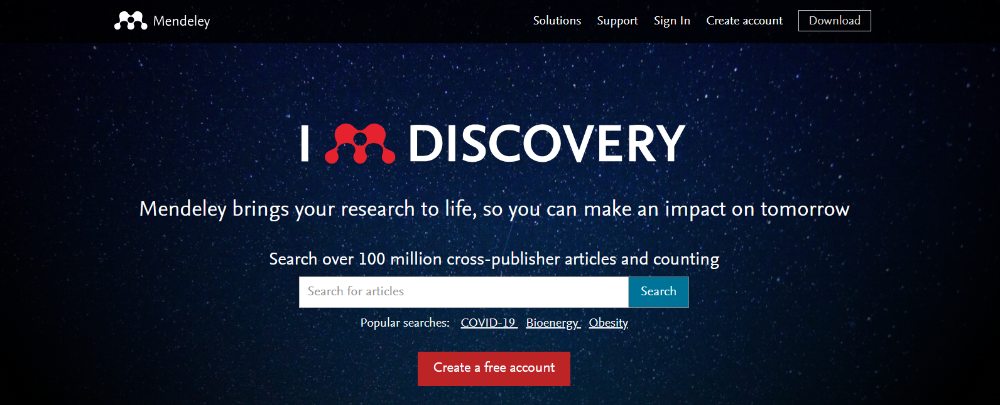 Mendeley
Solutions Support Sign In Create account Download
I DISCOVERY
Mendeley brings your research to life, so you can make an impact on tomorrow
Search over 100 million cross-publisher articles and counting
Search for articles Search
Popular searches: COVID-19 Bioenergy Obesity
Create a free account